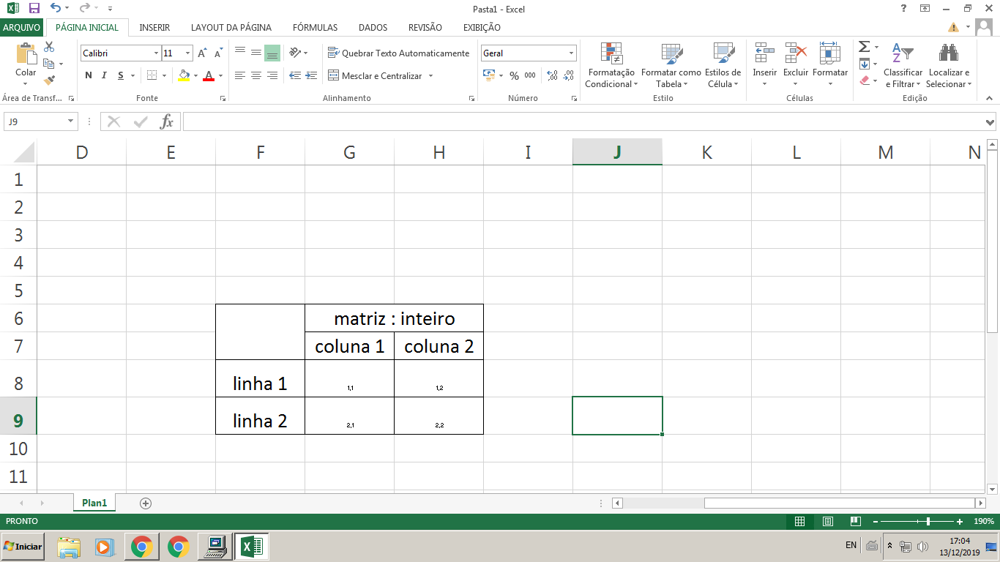 Pasta1 - Excel
ARQUIVO PÁGINA INICIAL INSERIR LAYOUT DA PÁGINA FÓRMULAS DADOS REVISÃO EXIBIÇÃO
Colar
Calibri 11
N I S
Quebrar Texto Automaticamente
Mesclar e Centralizar
Geral
% 000
Formatação Condicional
Formatar como Tabela
Estilos de Célula
Inserir Excluir Formatar
Classificar e Filtrar
Localizar e Selecionar
Área de Transf... Fonte Alinhamento Número Estilo Células Edição
J9 fx
D E F G H I J K L M N
1
2
3
4
5
6 matriz : inteiro
7 coluna 1 coluna 2
8 linha 1 1,1 1,2
9 linha 2 2,1 2,2
10
11
Plan1
PRONTO 190%
Iniciar EN 17:04
13/12/2019